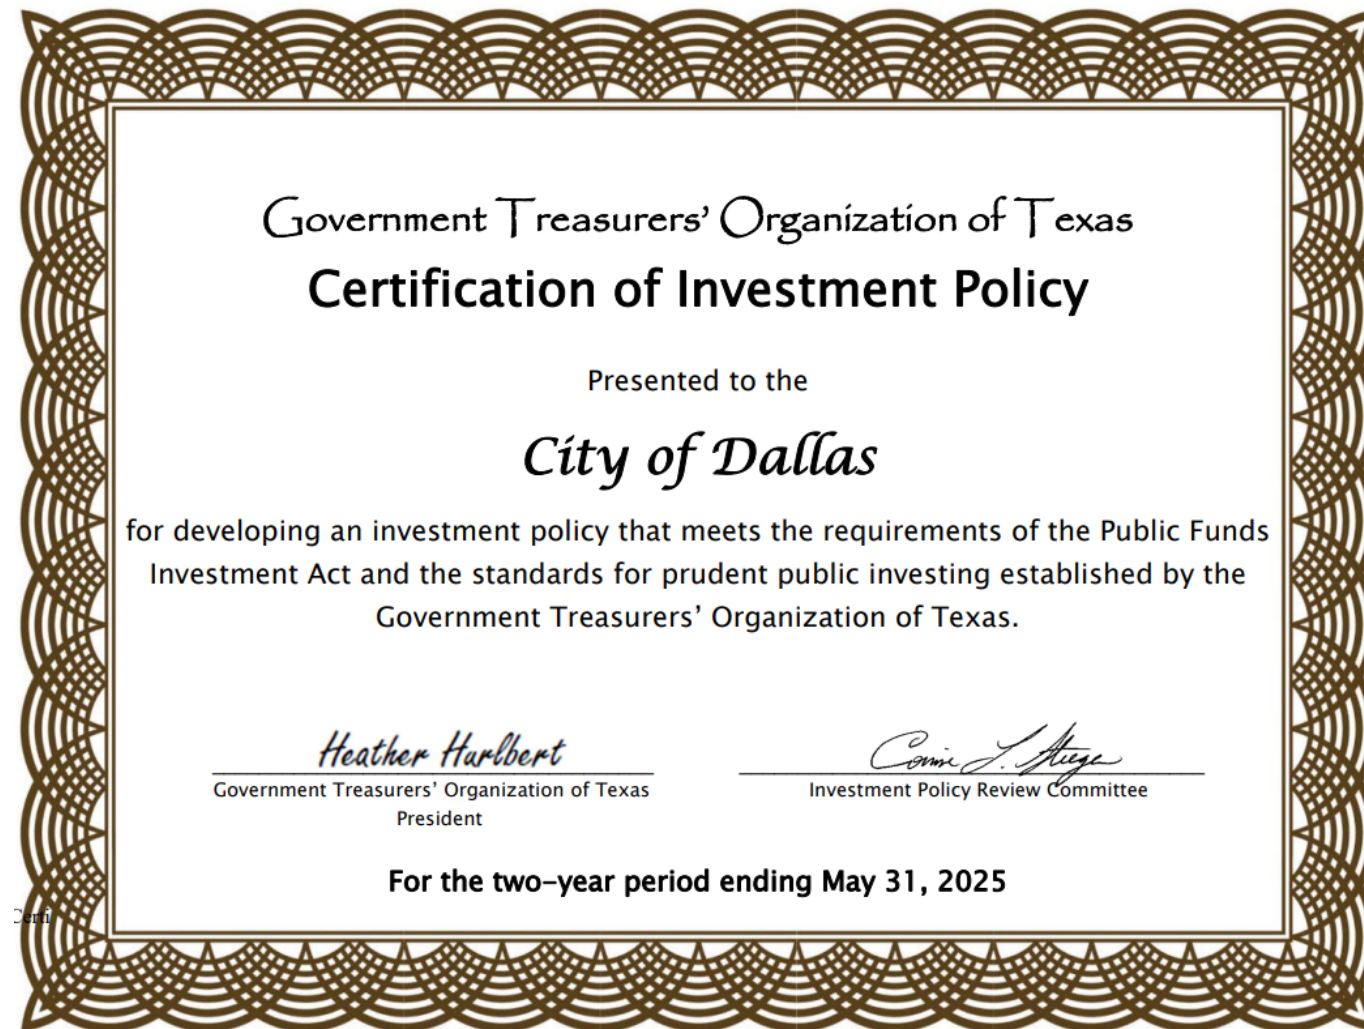 Government Treasurers’ Organization of Texas
Certification of Investment Policy
Presented to the
City of Dallas
for developing an investment policy that meets the requirements of the Public Funds
Investment Act and the standards for prudent public investing established by the
Government Treasurers’ Organization of Texas.
Heather Hurlbert
Government Treasurers’ Organization of Texas
President
Investment Policy Review Committee
For the two–year period ending May 31, 2025
Certi